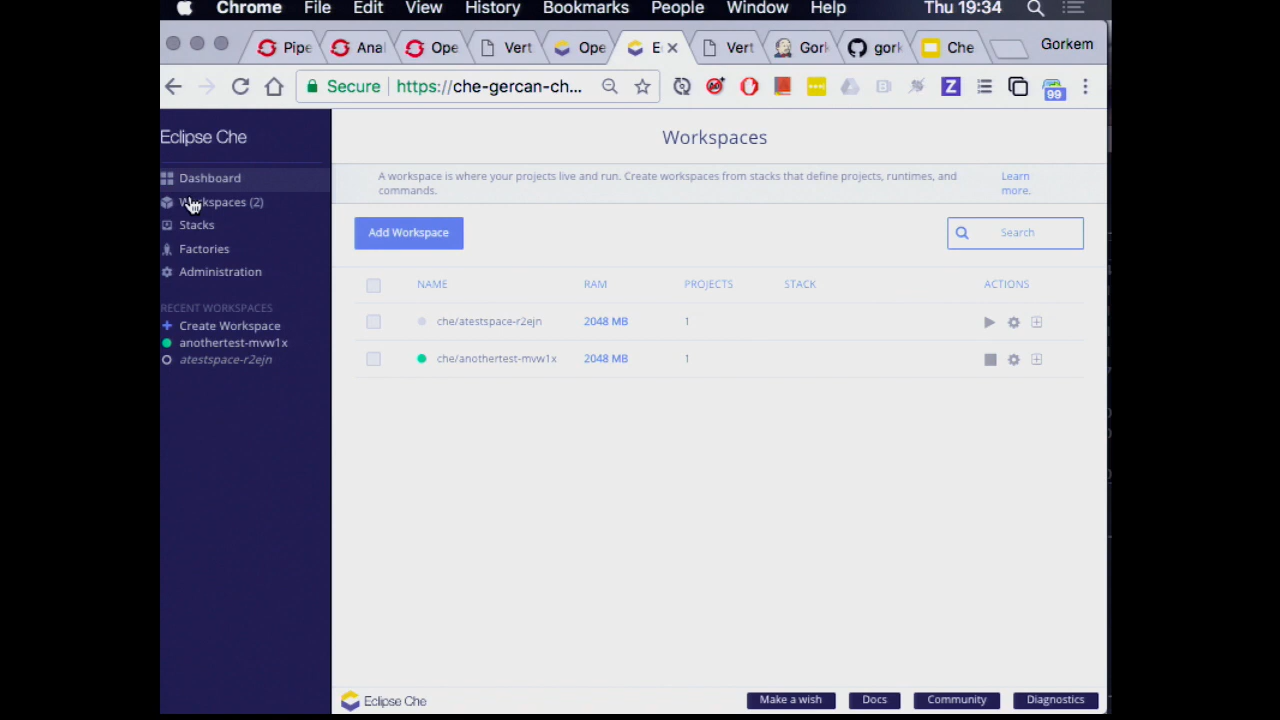 Chrome File Edit View History Bookmarks People Window Help Thu 19:34
Pipe Anal Ope Vert Ope E Vert Gork gork Che Gorkem
Secure https://che-gercan-ch... Z 99
Eclipse Che
Dashboard
Workspaces (2)
Stacks
Factories
Administration
RECENT WORKSPACES
+ Create Workspace
anothertest-mvw1x
atestspace-r2ejn
Workspaces
A workspace is where your projects live and run. Create workspaces from stacks that define projects, runtimes, and
commands.
Learn
more.
Add Workspace
Search
NAME RAM PROJECTS STACK ACTIONS
che/atestspace-r2ejn 2048 MB 1
che/anothertest-mvw1x 2048 MB 1
Eclipse Che
Make a wish Docs Community Diagnostics